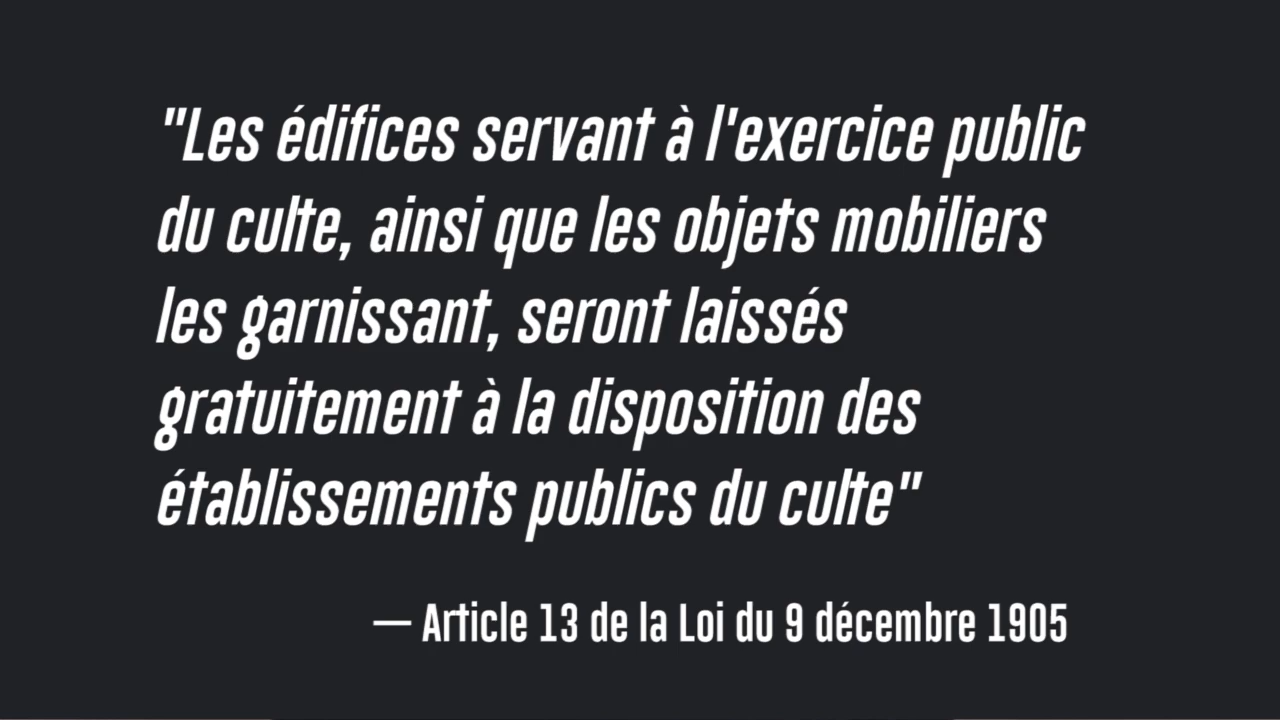 "Les édifices servant à l'exercice public
du culte, ainsi que les objets mobiliers
les garnissant, seront laissés
gratuitement à la disposition des
établissements publics du culte"
— Article 13 de la Loi du 9 décembre 1905